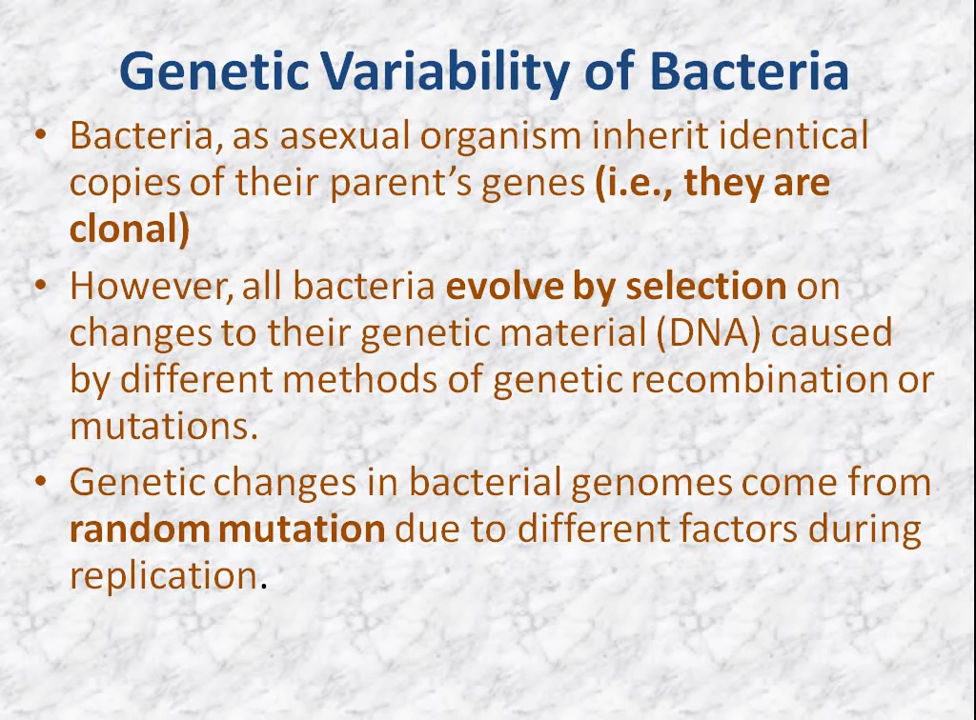 Genetic Variability of Bacteria
• Bacteria, as asexual organism inherit identical
copies of their parent’s genes (i.e., they are
clonal)
• However, all bacteria evolve by selection on
changes to their genetic material (DNA) caused
by different methods of genetic recombination or
mutations.
• Genetic changes in bacterial genomes come from
random mutation due to different factors during
replication.